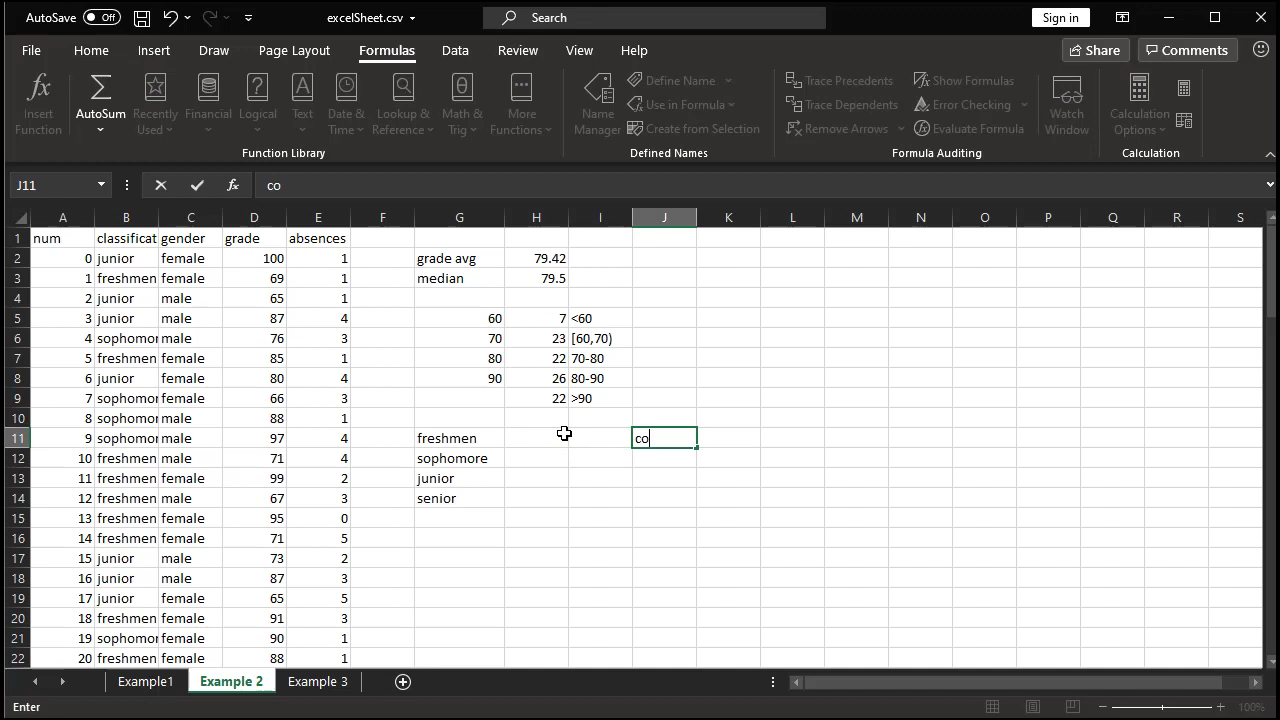 AutoSave Off excelSheet.csv Search Sign in
File Home Insert Draw Page Layout Formulas Data Review View Help Share Comments
Insert Function AutoSum Recently Used Financial Logical Text Date & Time Lookup & Reference Math & Trig More Functions
Function Library
Name Manager Define Name Use in Formula Create from Selection
Defined Names
Trace Precedents Trace Dependents Remove Arrows Show Formulas Error Checking Evaluate Formula
Formula Auditing
Watch Window Calculation Options
Calculation
J11 fx co
A B C D E F G H I J K L M N O P Q R S
1 num classificat gender grade absences
2 0 junior female 100 1 grade avg 79.42
3 1 freshmen female 69 1 median 79.5
4 2 junior male 65 1
5 3 junior male 87 4 60 7 <60
6 4 sophomor male 76 3 70 23 [60,70)
7 5 freshmen female 85 1 80 22 70-80
8 6 junior female 80 4 90 26 80-90
9 7 sophomor female 66 3 22 >90
10 8 sophomor male 88 1
11 9 sophomor male 97 4 freshmen co
12 10 freshmen male 71 4 sophomore
13 11 freshmen female 99 2 junior
14 12 freshmen male 67 3 senior
15 13 freshmen female 95 0
16 14 freshmen female 71 5
17 15 junior male 73 2
18 16 junior male 87 3
19 17 junior female 65 5
20 18 freshmen female 91 3
21 19 sophomor female 90 1
22 20 freshmen female 88 1
Example1 Example 2 Example 3
Enter 100%